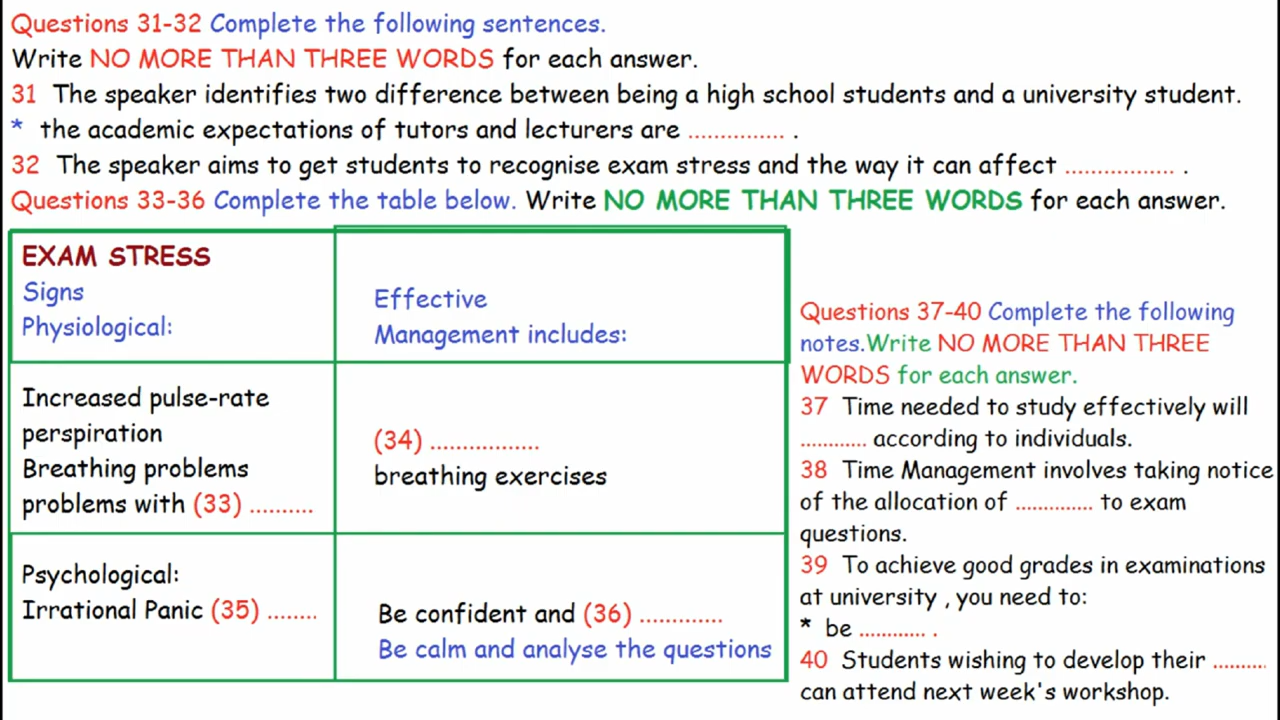 Questions 31-32 Complete the following sentences.
Write NO MORE THAN THREE WORDS for each answer.
31 The speaker identifies two difference between being a high school students and a university student.
* the academic expectations of tutors and lecturers are ............... .
32 The speaker aims to get students to recognise exam stress and the way it can affect ................. .
Questions 33-36 Complete the table below. Write NO MORE THAN THREE WORDS for each answer.
EXAM STRESS
Signs
Physiological:
Effective
Management includes:
Increased pulse-rate
perspiration
Breathing problems
problems with (33) ..........
(34) .................
breathing exercises
Psychological:
Irrational Panic (35) ........
Be confident and (36) .............
Be calm and analyse the questions
Questions 37-40 Complete the following
notes.Write NO MORE THAN THREE
WORDS for each answer.
37 Time needed to study effectively will
............ according to individuals.
38 Time Management involves taking notice
of the allocation of .............. to exam
questions.
39 To achieve good grades in examinations
at university , you need to:
* be ............ .
40 Students wishing to develop their ..........
can attend next week's workshop.